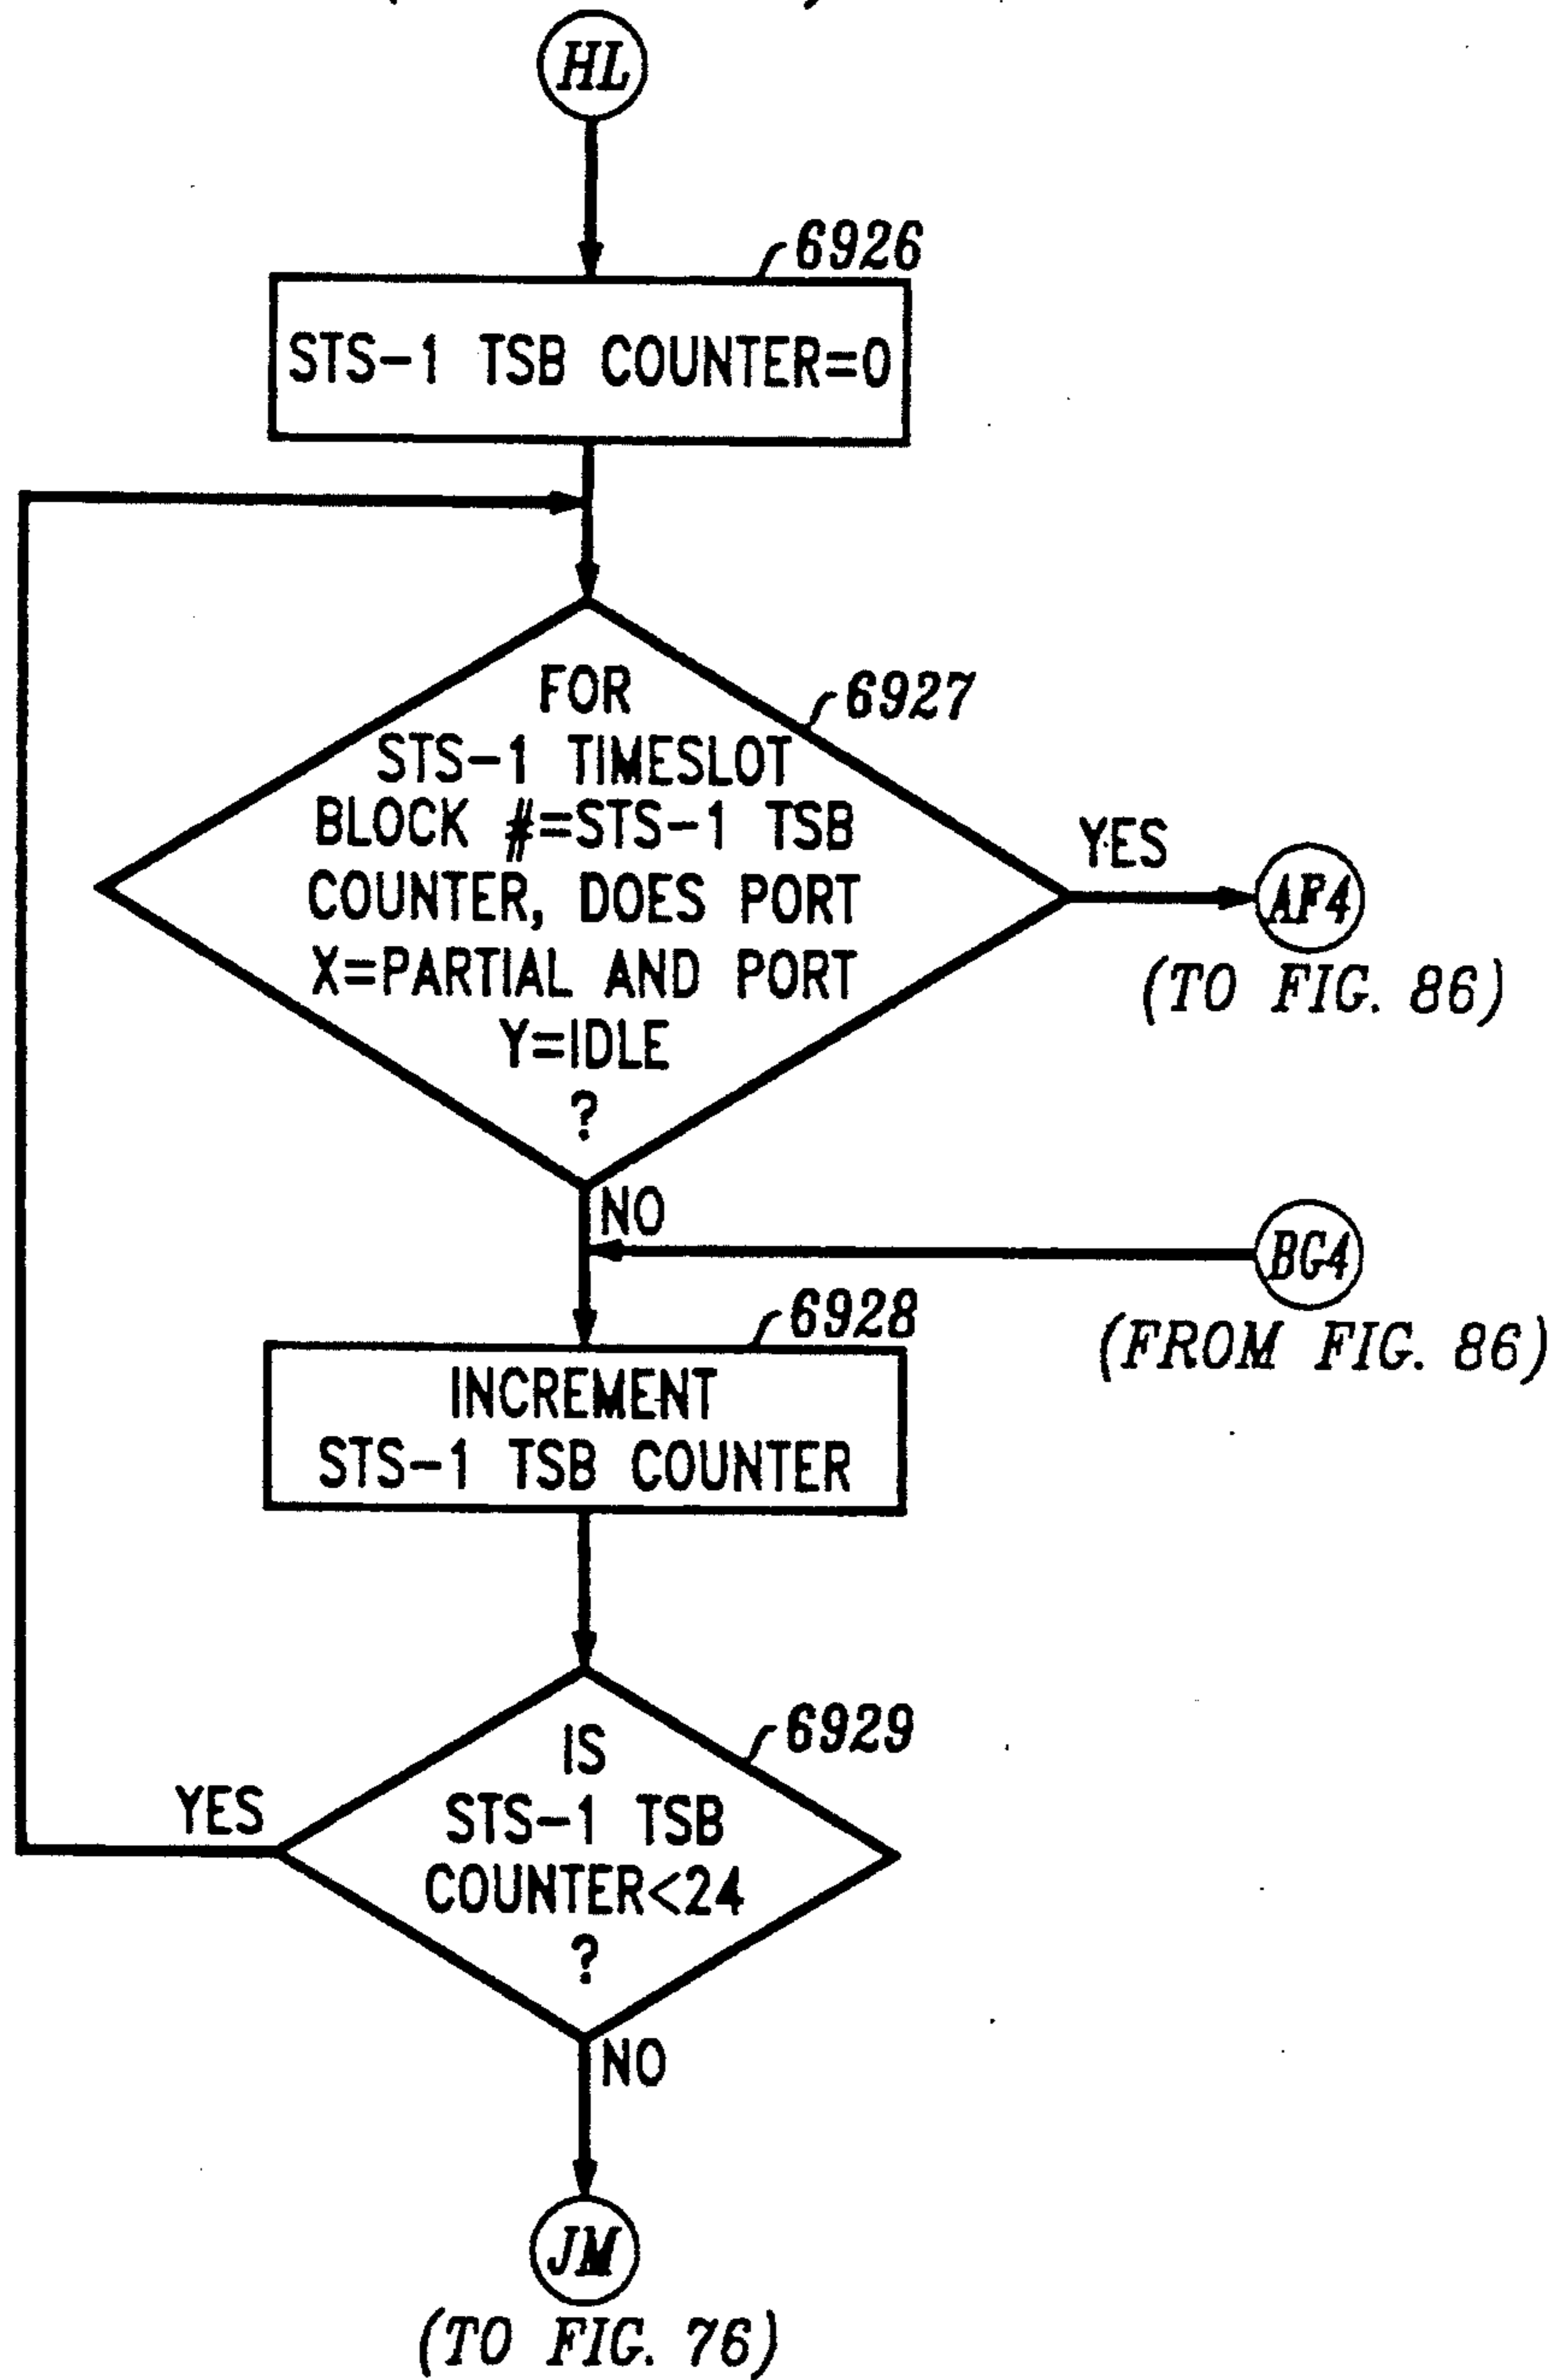 HL
6926
STS-1 TSB COUNTER=0
FOR
6927
STS-1 TIMESLOT
BLOCK #=STS-1 TSB
YES
COUNTER, DOES PORT
AF4
X=PARTIAL AND PORT
(TO FIG. 86)
Y=IDLE
?
NO
BG4
6928
(FROM FIG. 86)
INCREMENT
STS-1 TSB COUNTER
6929
IS
YES
STS-1 TSB
COUNTER<24
?
NO
JM
(TO FIG. 76)